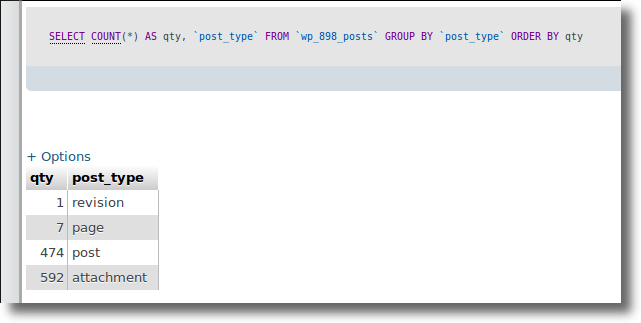 SELECT COUNT(*) AS qty, `post_type` FROM `wp_898_posts` GROUP BY `post_type` ORDER BY qty
+ Options
qty post_type
1 revision
7 page
474 post
592 attachment